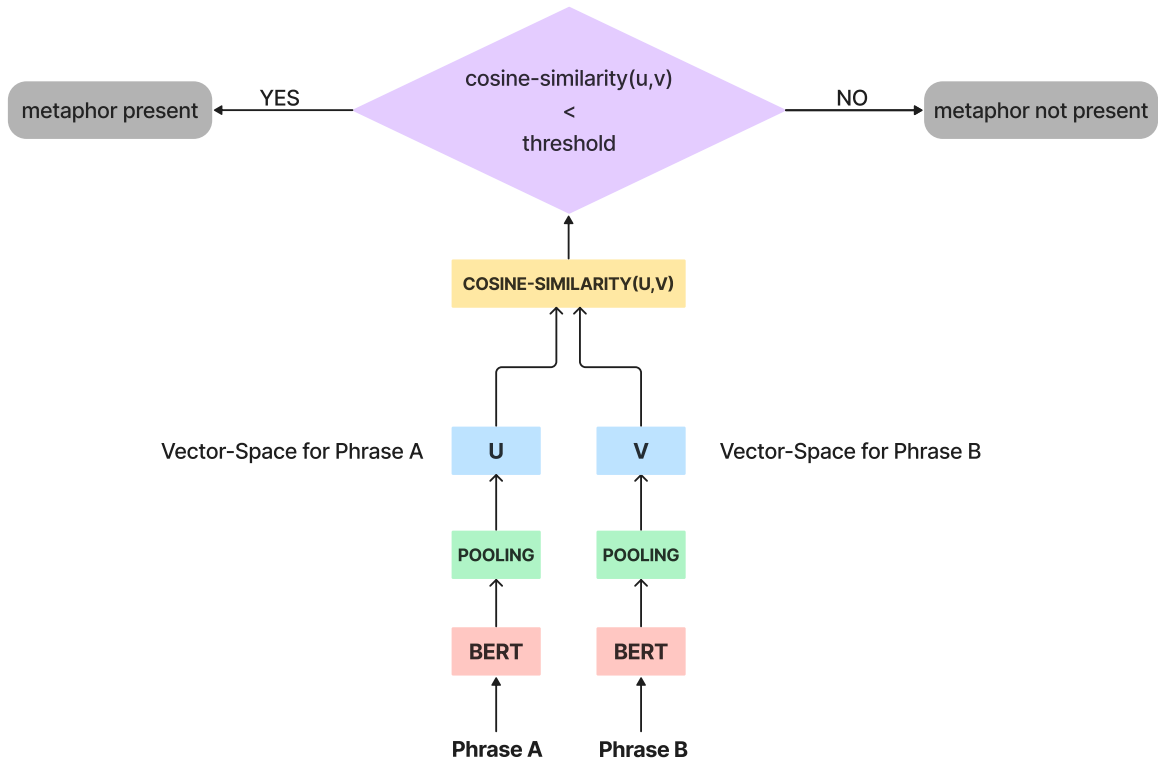 cosine-similarity(u,v)
<
threshold
YES
NO
metaphor present
metaphor not present
COSINE-SIMILARITY(U,V)
Vector-Space for Phrase A
U
V
Vector-Space for Phrase B
POOLING
POOLING
BERT
BERT
Phrase A
Phrase B